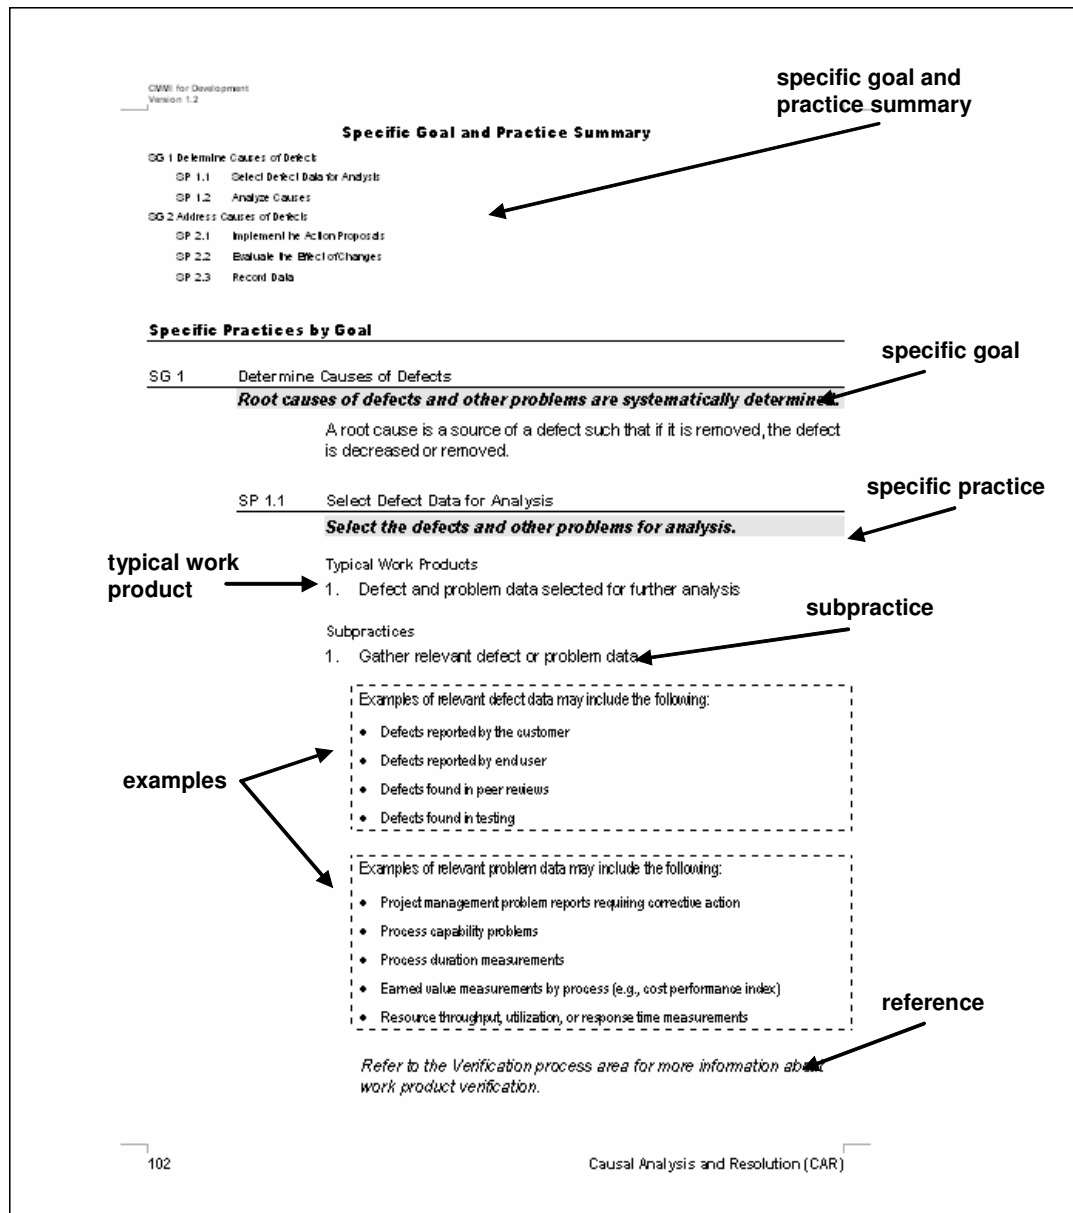 CMMI for Development
Version 1.2
specific goal and
practice summary
Specific Goal and Practice Summary
SG 1 Determine Causes of Defects
SP 1.1 Select Defect Data for Analysis
SP 1.2 Analyze Causes
SG 2 Address Causes of Defects
SP 2.1 Implement the Action Proposals
SP 2.2 Evaluate the Effect of Changes
SP 2.3 Record Data
Specific Practices by Goal
specific goal
SG 1 Determine Causes of Defects
Root causes of defects and other problems are systematically determined.
A root cause is a source of a defect such that if it is removed, the defect
is decreased or removed.
specific practice
SP 1.1 Select Defect Data for Analysis
Select the defects and other problems for analysis.
typical work
product
Typical Work Products
1. Defect and problem data selected for further analysis
subpractice
Subpractices
1. Gather relevant defect or problem data
Examples of relevant defect data may include the following:
• Defects reported by the customer
• Defects reported by end user
• Defects found in peer reviews
• Defects found in testing
examples
Examples of relevant problem data may include the following:
• Project management problem reports requiring corrective action
• Process capability problems
• Process duration measurements
• Earned value measurements by process (e.g., cost performance index)
• Resource throughput, utilization, or response time measurements
reference
Refer to the Verification process area for more information about
work product verification.
102 Causal Analysis and Resolution (CAR)